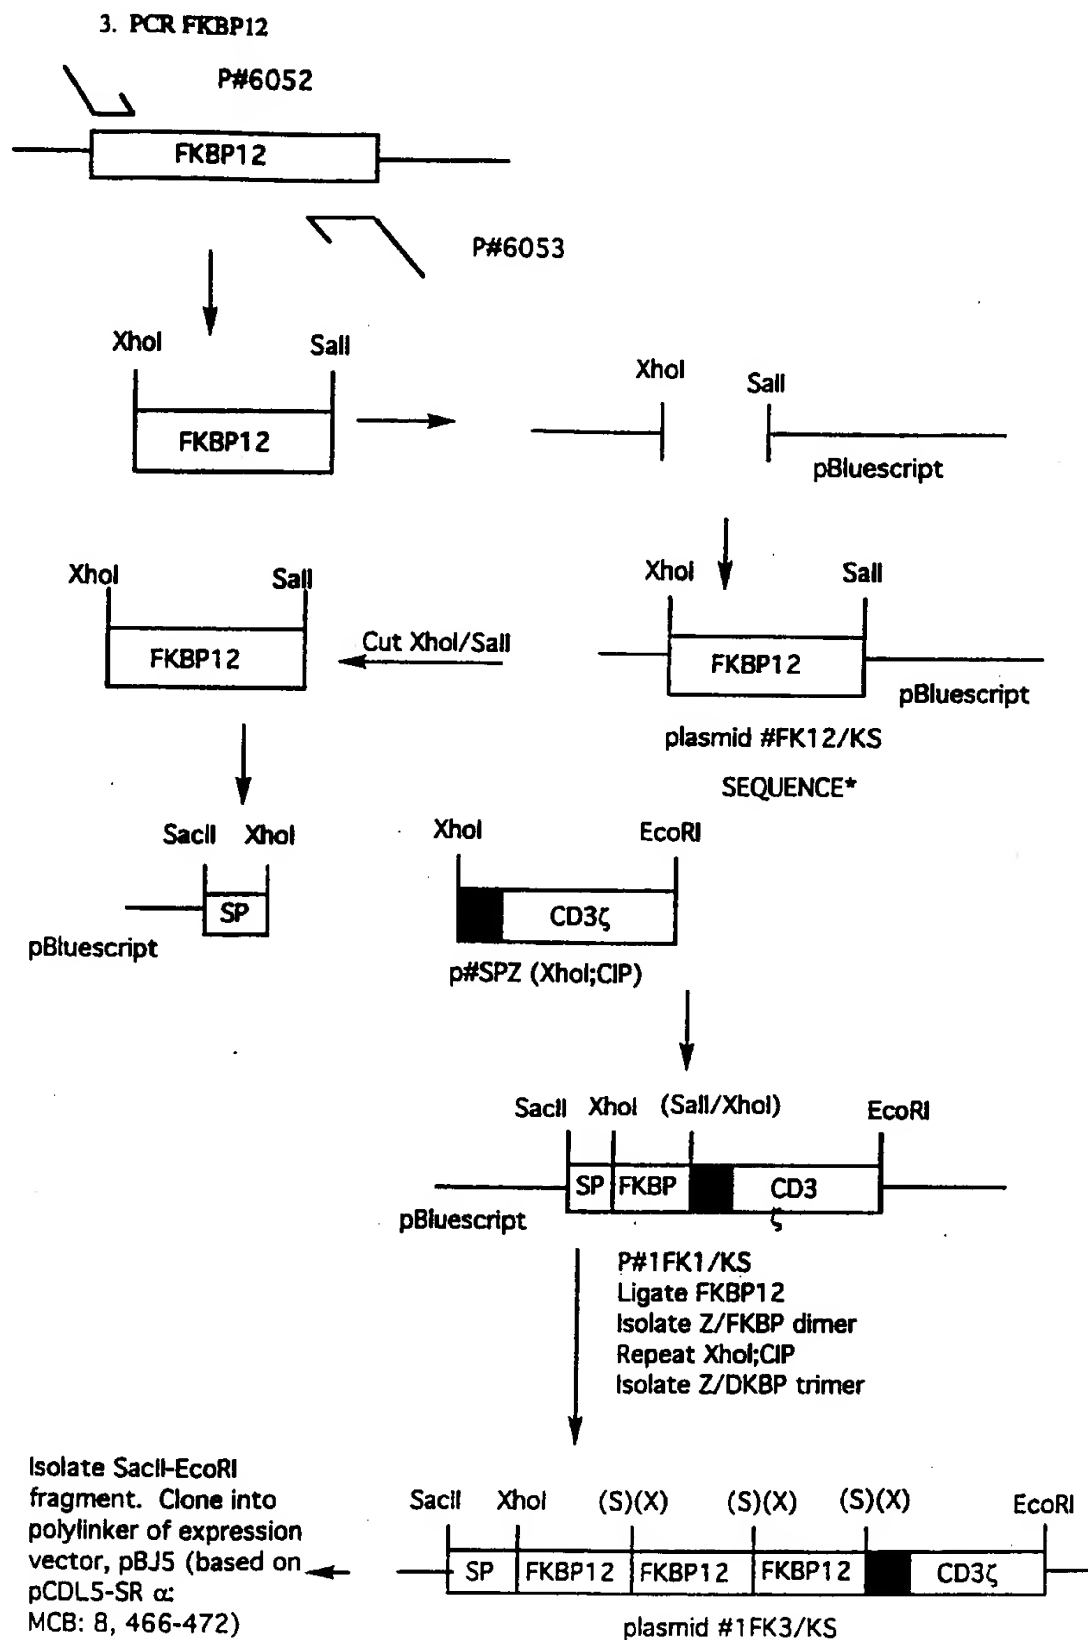 3. PCR FKBP12
P#6052
FKBP12
P#6053
XhoI SalI
FKBP12
XhoI SalI
pBluescript
XhoI SalI
FKBP12
Cut XhoI/SalI
XhoI SalI
FKBP12
pBluescript
plasmid #FK12/KS
SEQUENCE*
SacII XhoI
SP
pBluescript
XhoI EcoRI
CD3ζ
p#SPZ (XhoI;CIP)
SacII XhoI (SalI/XhoI) EcoRI
SP FKBP CD3
ζ
pBluescript
P#1FK1/KS
Ligate FKBP12
Isolate Z/FKBP dimer
Repeat XhoI;CIP
Isolate Z/DKBP trimer
Isolate SacII-EcoRI
fragment. Clone into
polylinker of expression
vector, pBJ5 (based on
pCDL5-SR α:
MCB: 8, 466-472)
SacII XhoI (S)(X) (S)(X) (S)(X) EcoRI
SP FKBP12 FKBP12 FKBP12 CD3ζ
plasmid #1FK3/KS